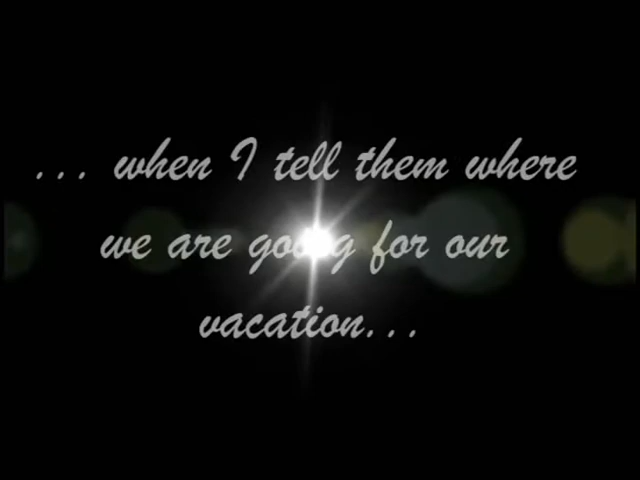 ... when I tell them where
we are going for our
vacation...